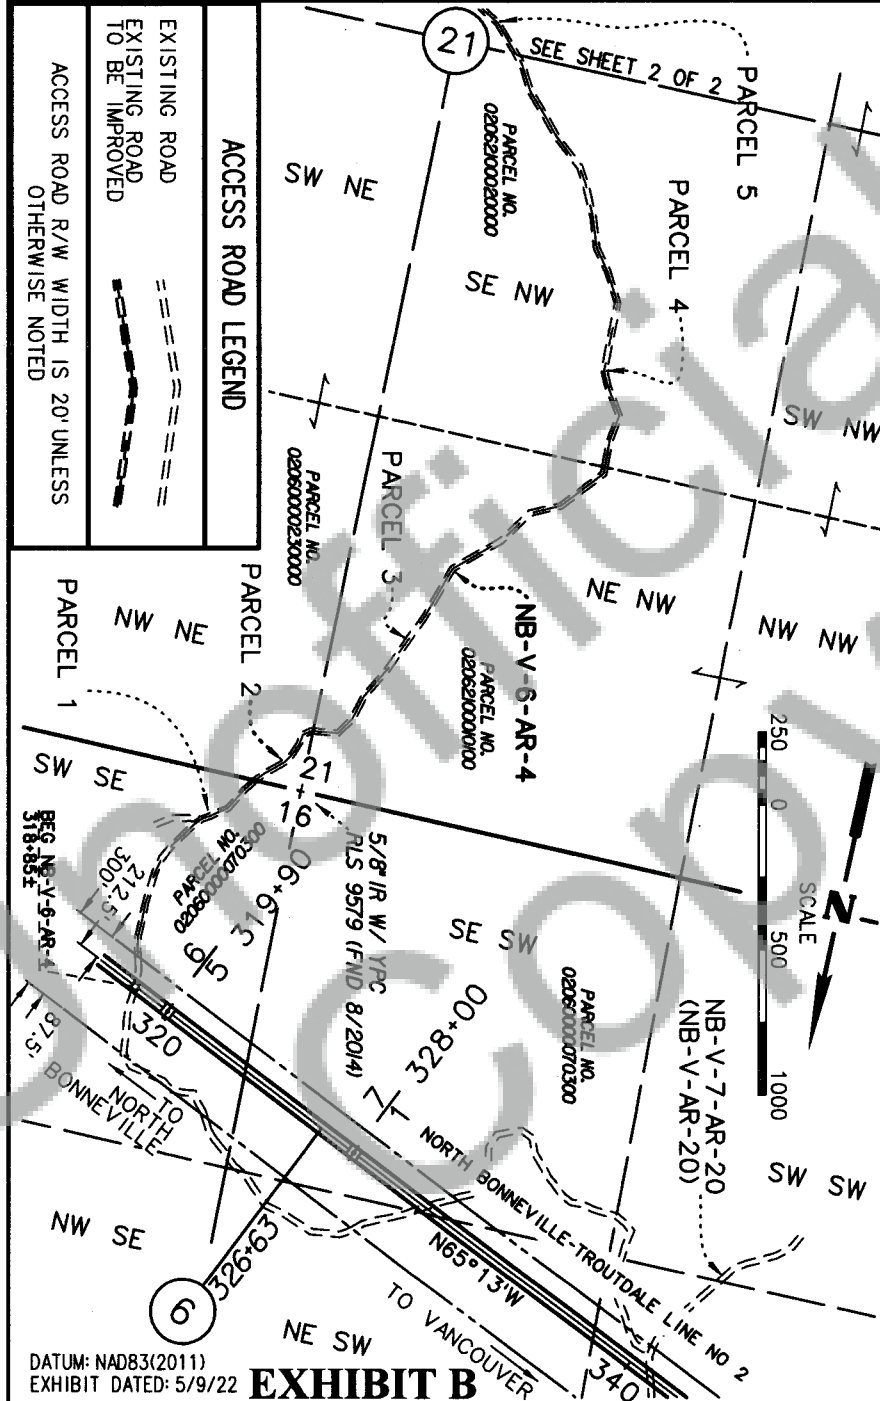 21
SEE SHEET 2 OF 2
PARCEL 5
PARCEL NO.
02062100020000
SW NE
PARCEL 4
SE NW
SW NW
ACCESS ROAD LEGEND
EXISTING ROAD
EXISTING ROAD
TO BE IMPROVED
ACCESS ROAD R/W WIDTH IS 20' UNLESS
OTHERWISE NOTED
PARCEL NO.
02060000230000
PARCEL 3
NB-V-6-AR-4
NE NW
NW NW
PARCEL NO.
02062100010100
PARCEL 2
NW NE
PARCEL 1
21
16
SW SE
5/8" IR W/ YPC
RLS 9579 (FND 8/2014)
PARCEL NO.
02060000070300
6/5 319+90
BEG NB-V-6-AR-4
318+85±
300'
212.5'
87.5'
SE SW
PARCEL NO.
02060000070300
7/1 328+00
250 0 500 1000
SCALE
N
NB-V-7-AR-20
(NB-V-AR-20)
SW SW
320
TO
NORTH
BONNEVILLE
NORTH BONNEVILLE-TROUTDALE LINE NO 2
N65°13'W
TO VANCOUVER
340
NW SE
326+63
6
NE SW
DATUM: NAD83(2011)
EXHIBIT DATED: 5/9/22
EXHIBIT B
Unofficial
Copy